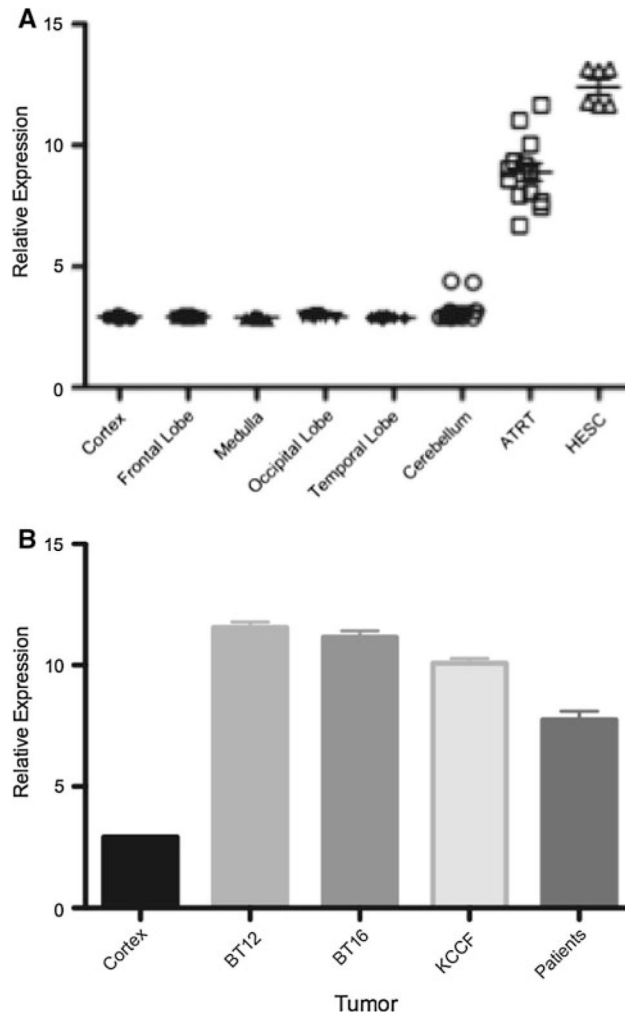 A
15
10
5
0
Relative Expression
Cortex
Frontal Lobe
Medulla
Occipital Lobe
Temporal Lobe
Cerebellum
ATRT
HESC
B
15
10
5
0
Relative Expression
Cortex
BT12
BT16
KCCF
Patients
Tumor